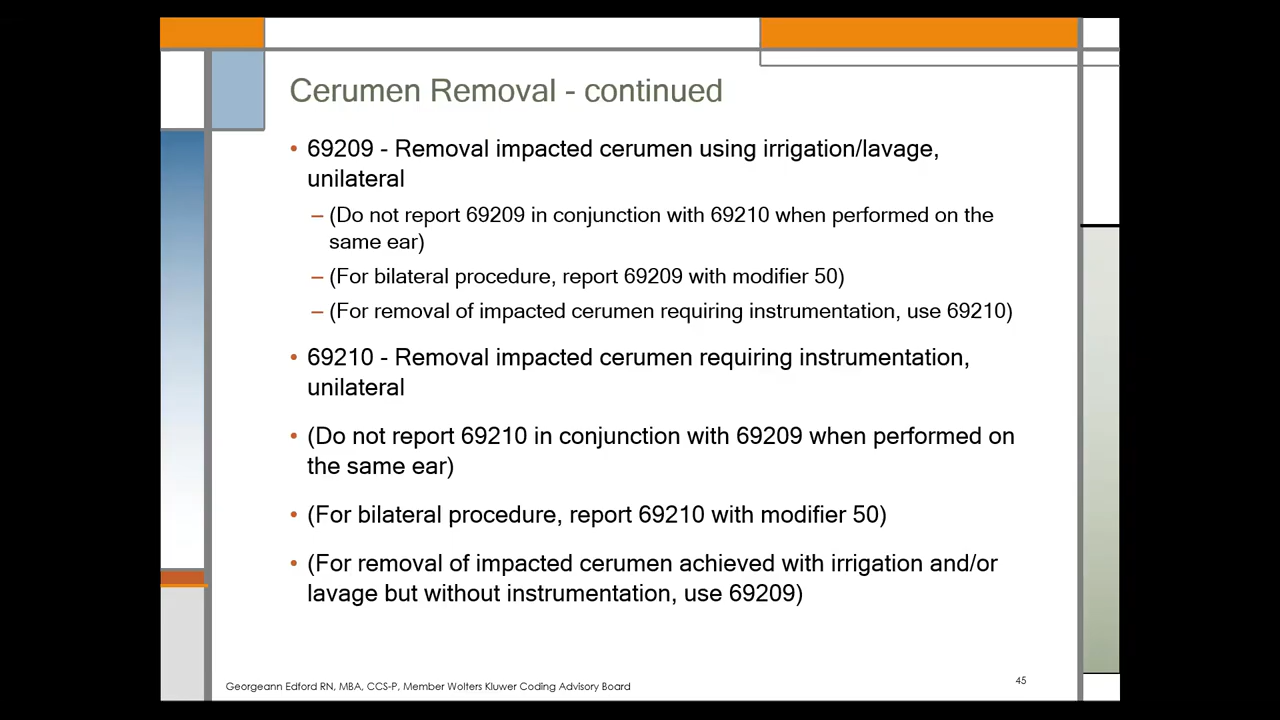 Cerumen Removal - continued
• 69209 - Removal impacted cerumen using irrigation/lavage,
unilateral
– (Do not report 69209 in conjunction with 69210 when performed on the
same ear)
– (For bilateral procedure, report 69209 with modifier 50)
– (For removal of impacted cerumen requiring instrumentation, use 69210)
• 69210 - Removal impacted cerumen requiring instrumentation,
unilateral
• (Do not report 69210 in conjunction with 69209 when performed on
the same ear)
• (For bilateral procedure, report 69210 with modifier 50)
• (For removal of impacted cerumen achieved with irrigation and/or
lavage but without instrumentation, use 69209)
Georgeann Edford RN, MBA, CCS-P, Member Wolters Kluwer Coding Advisory Board
45